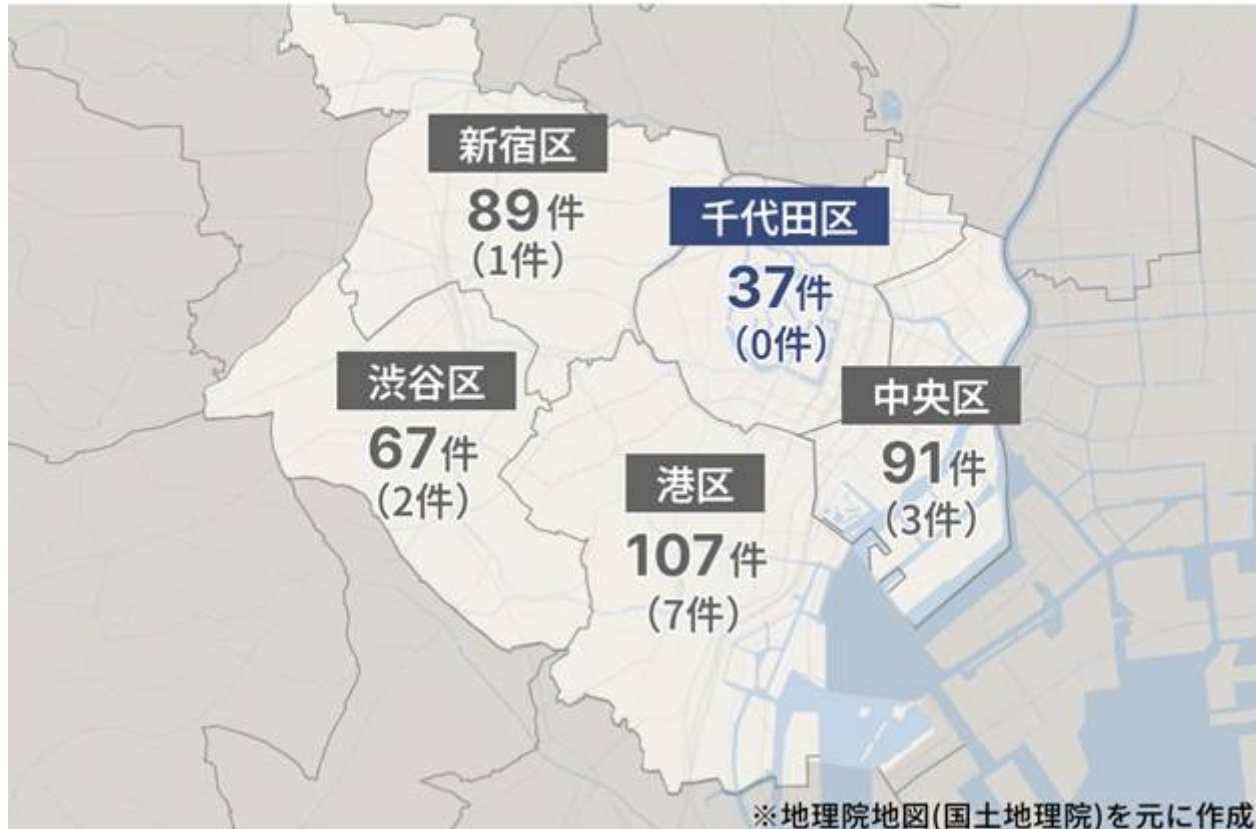 新宿区
89件
(1件)
千代田区
37件
(0件)
渋谷区
67件
(2件)
中央区
91件
(3件)
港区
107件
(7件)
※地理院地図(国土地理院)を元に作成